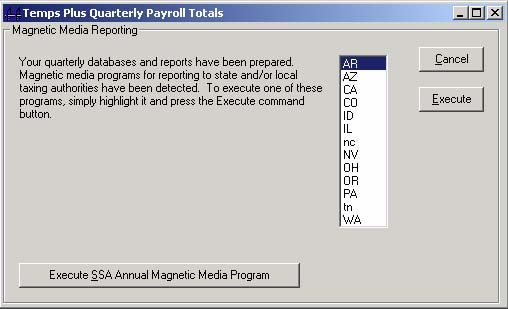 Temps Plus Quarterly Payroll Totals
Magnetic Media Reporting
Your quarterly databases and reports have been prepared.
Magnetic media programs for reporting to state and/or local
taxing authorities have been detected. To execute one of these
programs, simply highlight it and press the Execute command
button.
AR
AZ
CA
CO
ID
IL
nc
NV
OH
OR
PA
tn
WA
Cancel
Execute
Execute SSA Annual Magnetic Media Program